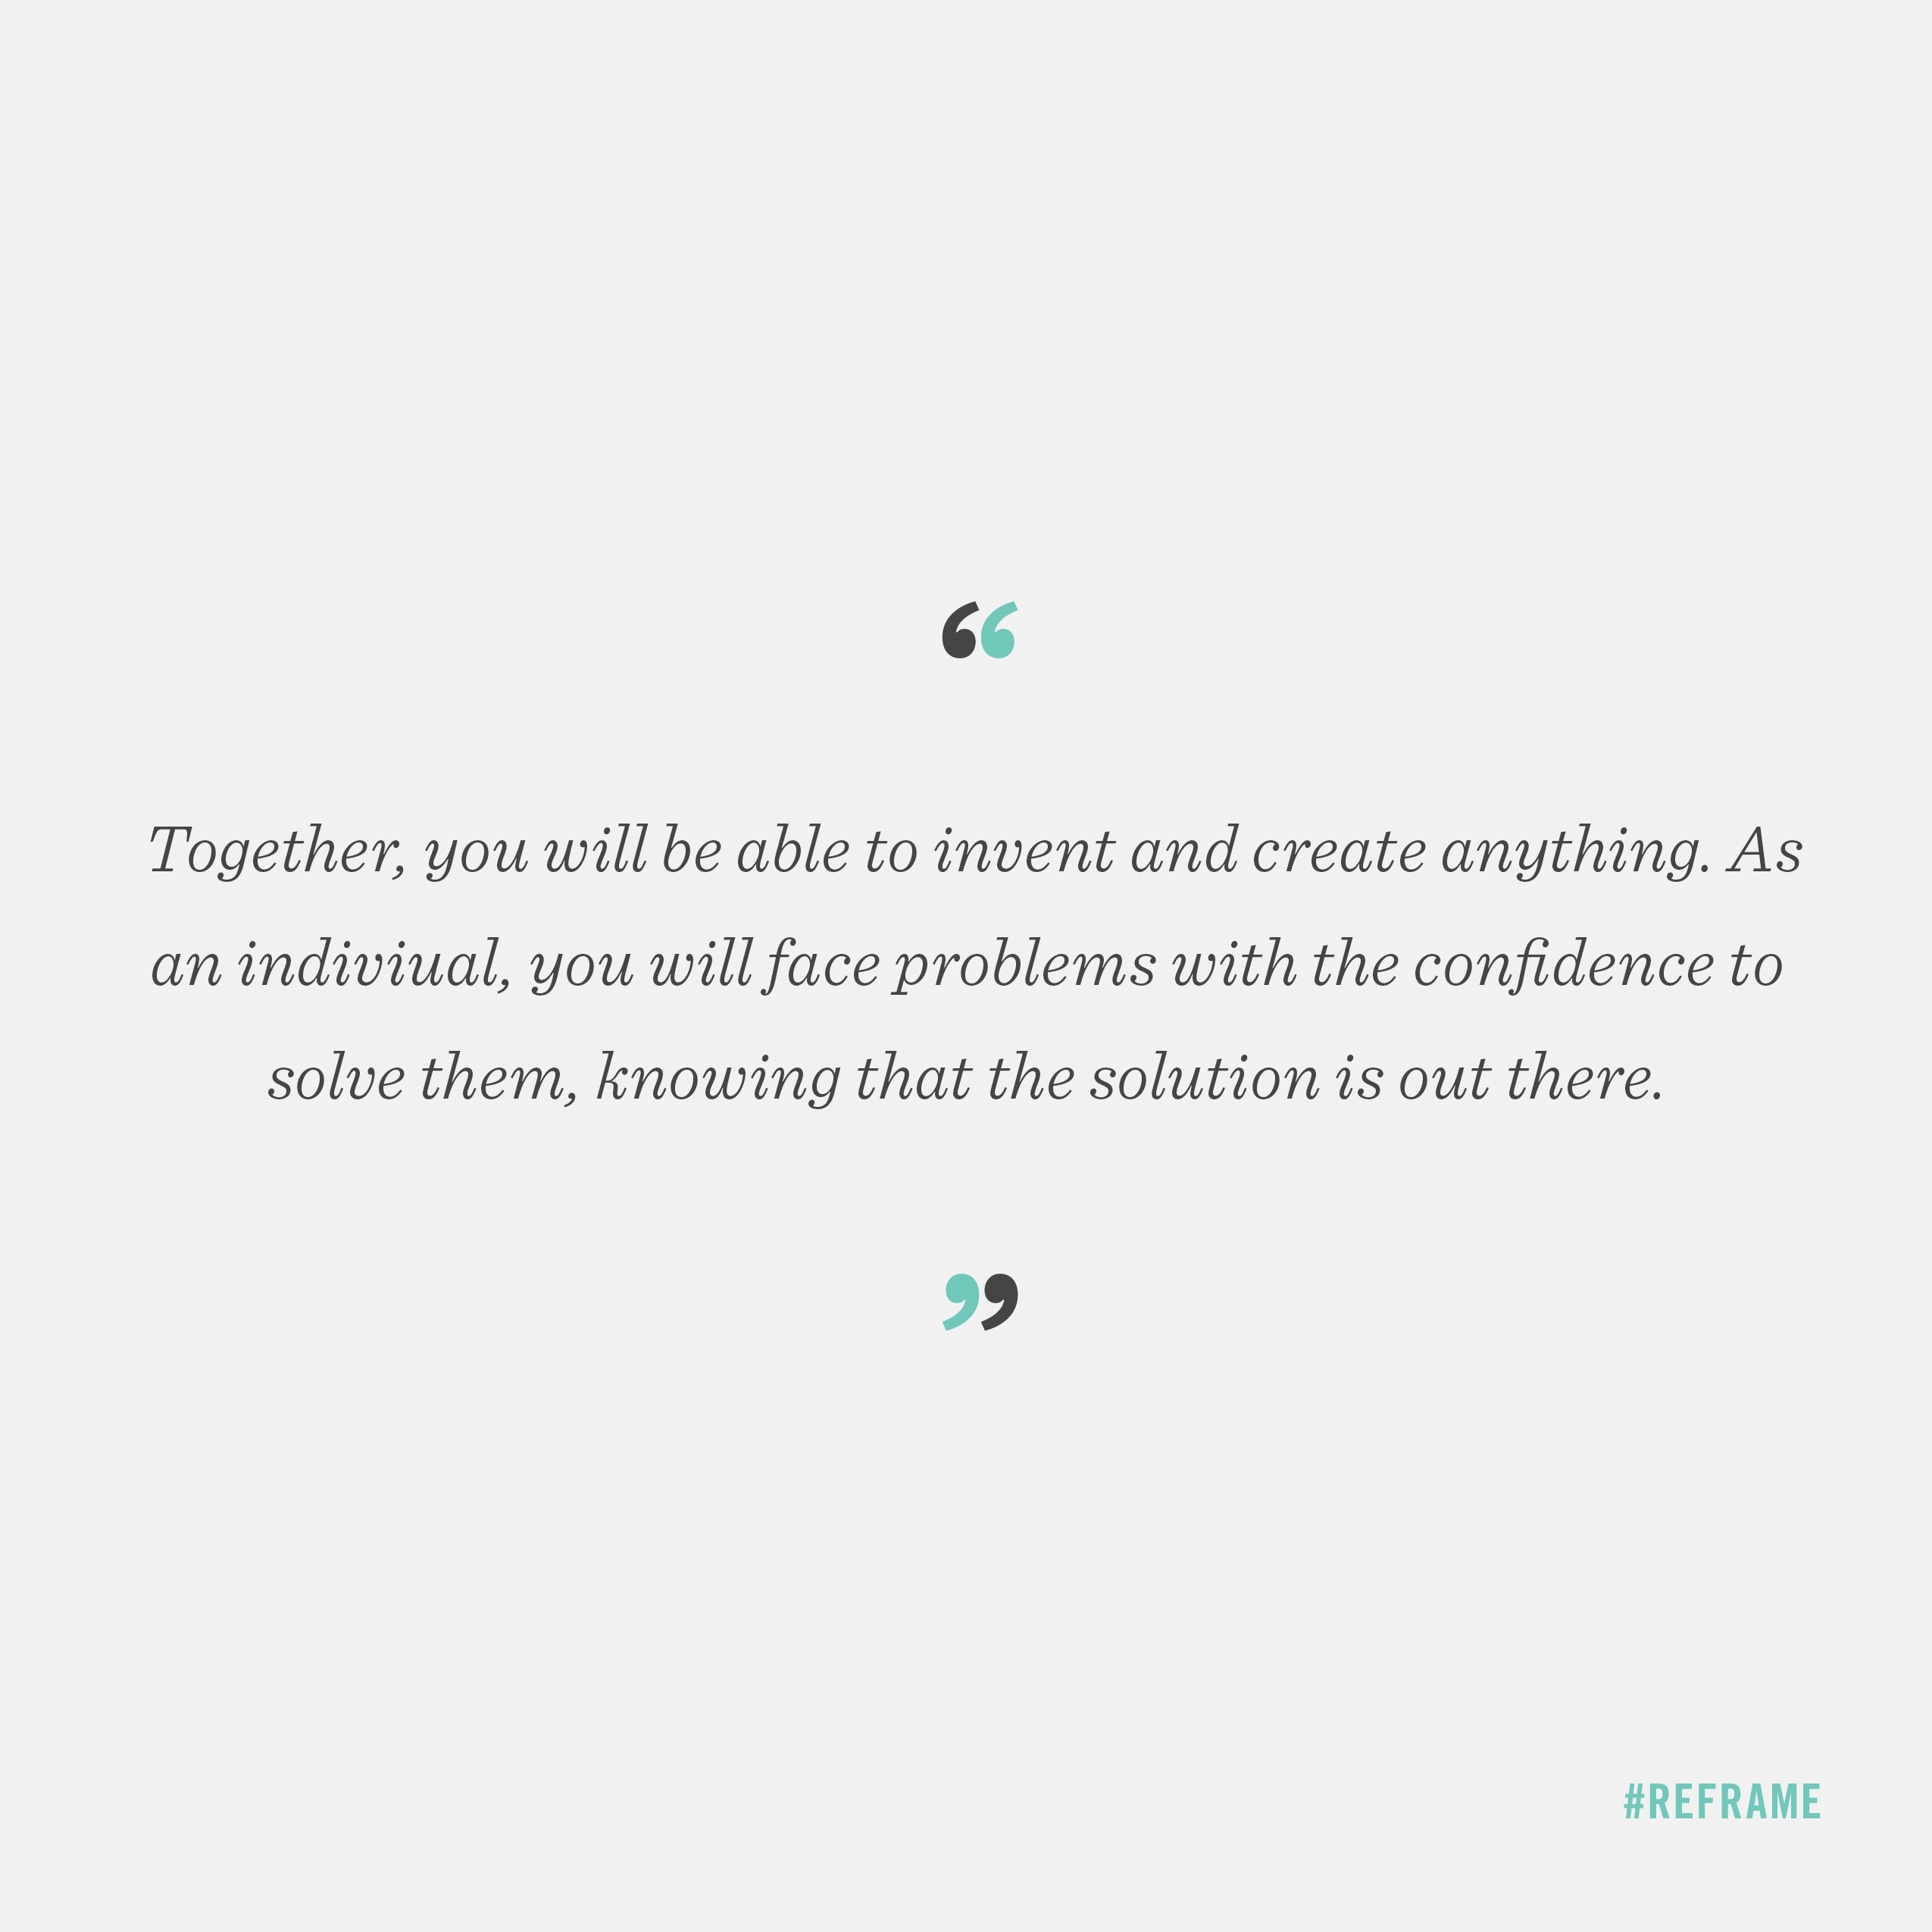 “
Together, you will be able to invent and create anything. As
an indiviual, you will face problems with the confidence to
solve them, knowing that the solution is out there.
”
#REFRAME